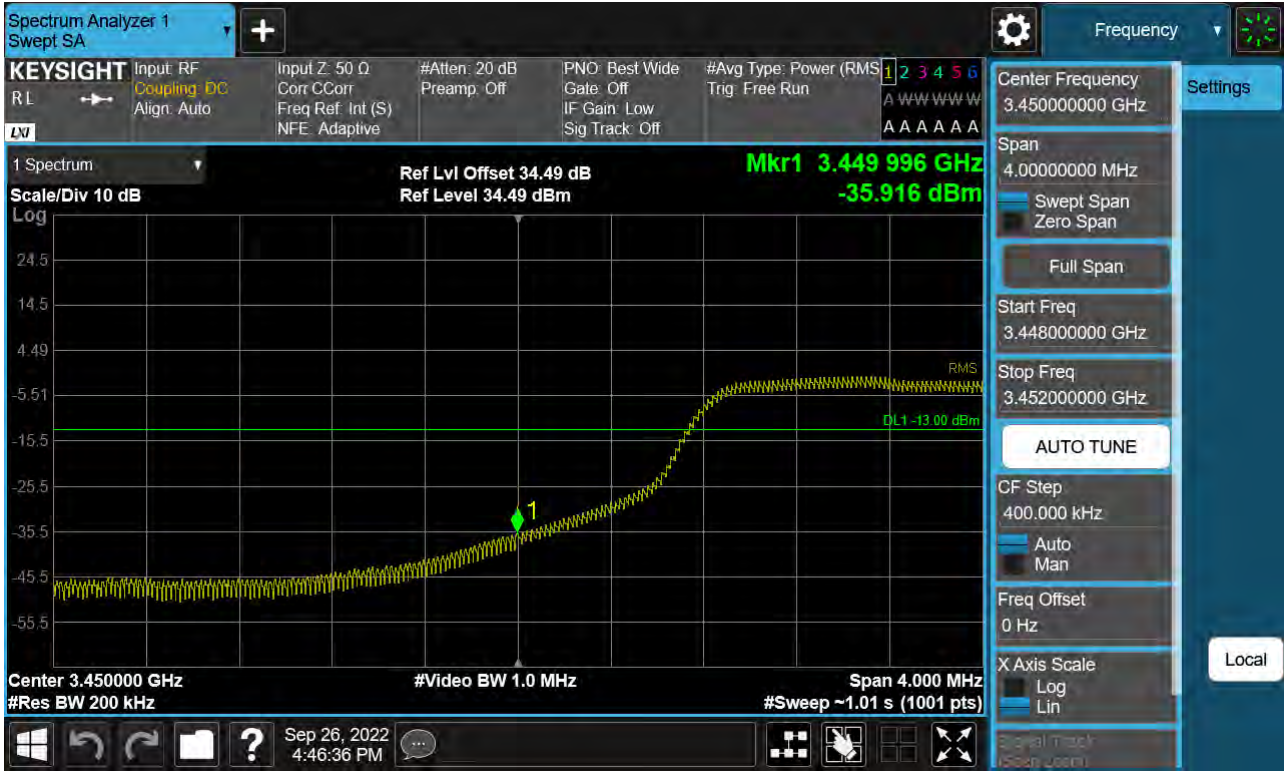 Spectrum Analyzer 1
Swept SA
Frequency
KEYSIGHT
RL
LXI
Input: RF
Coupling: DC
Align: Auto
Input Z: 50 Ω
Corr CCorr
Freq Ref: Int (S)
NFE: Adaptive
#Atten: 20 dB
Preamp: Off
PNO: Best Wide
Gate: Off
IF Gain: Low
Sig Track: Off
#Avg Type: Power (RMS
Trig: Free Run
1 2 3 4 5 6
A W W W W W
A A A A A A
1 Spectrum
Scale/Div 10 dB
Ref Lvl Offset 34.49 dB
Ref Level 34.49 dBm
Mkr1 3.449 996 GHz
-35.916 dBm
Log
24.5
14.5
4.49
-5.51
-15.5
-25.5
-35.5
-45.5
-55.5
RMS
DL1 -13.00 dBm
1
Center 3.450000 GHz
#Res BW 200 kHz
#Video BW 1.0 MHz
Span 4.000 MHz
#Sweep ~1.01 s (1001 pts)
Sep 26, 2022
4:46:36 PM
Center Frequency
3.450000000 GHz
Settings
Span
4.00000000 MHz
Swept Span
Zero Span
Full Span
Start Freq
3.448000000 GHz
Stop Freq
3.452000000 GHz
AUTO TUNE
CF Step
400.000 kHz
Auto
Man
Freq Offset
0 Hz
X Axis Scale
Log
Lin
Signal Track
(Span Zoom)
Local